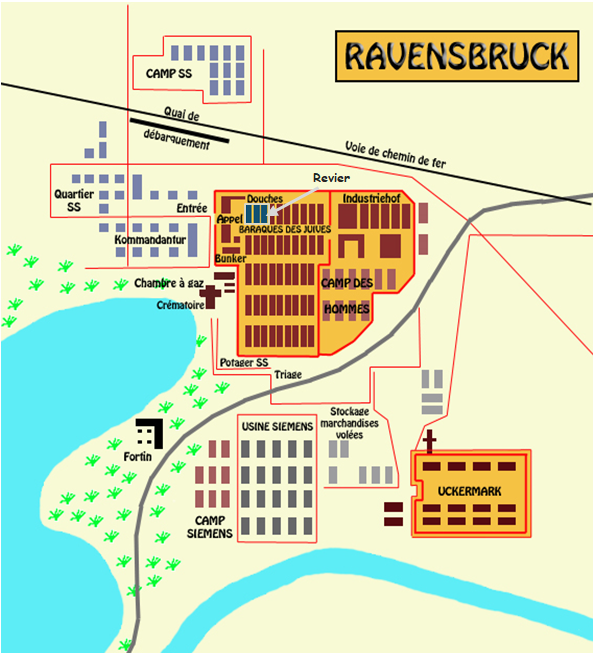 RAVENSBRUCK
CAMP SS
Quai de
débarquement
Voie de chemin de fer
Revier
Quartier
SS
Entrée
Douches
Industriehof
Appel
BARAQUES DES JUIVES
Kommandantur
Bunker
Chambre à gaz
CAMP DES
HOMMES
Crématoire
Potager SS
Triage
Stockage
marchandises
volées
USINE SIEMENS
Fortin
UCKERMARK
CAMP
SIEMENS